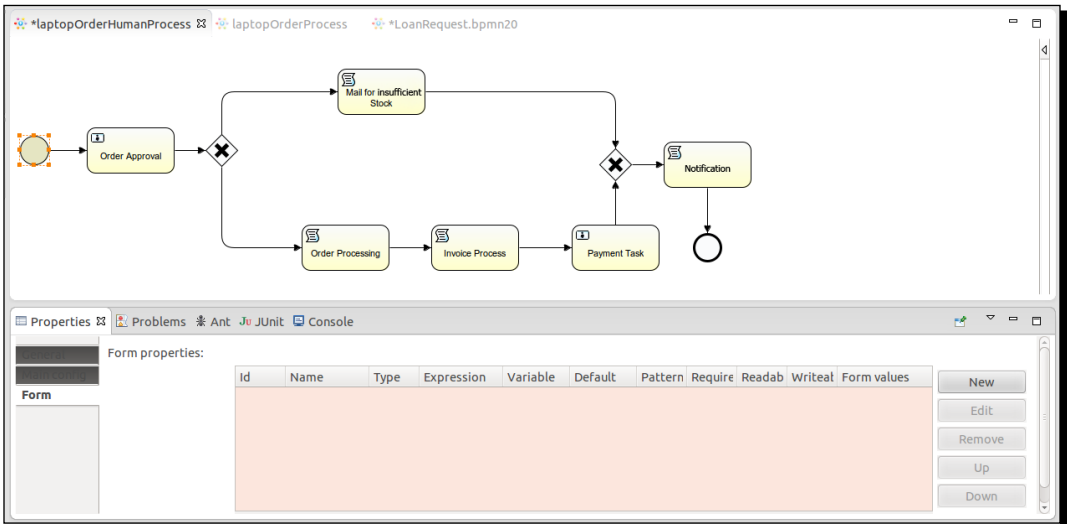 *laptopOrderHumanProcess laptopOrderProcess *LoanRequest.bpmn20
Mail for insufficient
Stock
Order Approval
Notification
Order Processing
Invoice Process
Payment Task
Properties Problems Ant JUnit Console
General
Form properties:
Id Name Type Expression Variable Default Pattern Require Readab Writeat Form values
New
Form
Edit
Remove
Up
Down